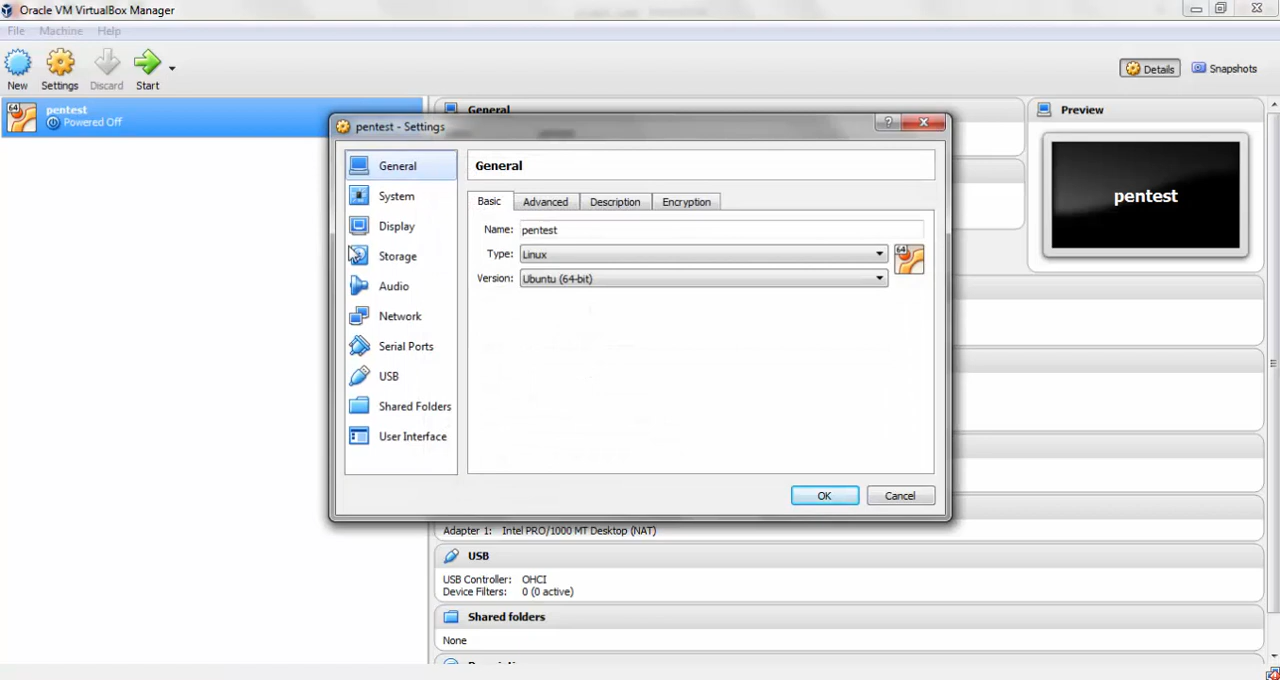 Oracle VM VirtualBox Manager
File Machine Help
New Settings Discard Start
Details Snapshots
64
pentest
Powered Off
General
Preview
pentest
pentest - Settings
?
General
System
Display
Storage
Audio
Network
Serial Ports
USB
Shared Folders
User Interface
General
Basic Advanced Description Encryption
Name: pentest
Type: Linux
64
Version: Ubuntu (64-bit)
OK Cancel
Adapter 1: Intel PRO/1000 MT Desktop (NAT)
USB
USB Controller: OHCI
Device Filters: 0 (0 active)
Shared folders
None